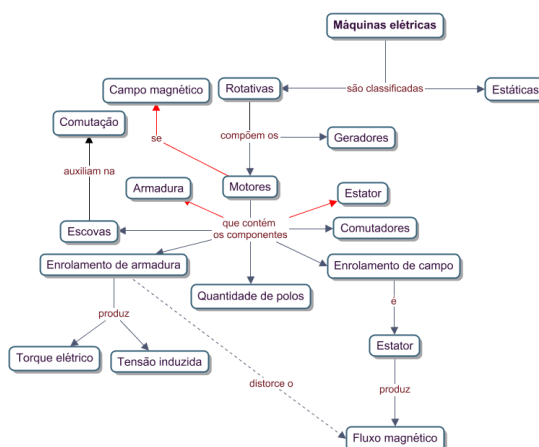 Máquinas elétricas
Campo magnético
Rotativas
são classificadas
Estáticas
Comutação
compõem os
Geradores
se
auxiliam na
Armadura
Motores
Estator
Escovas
que contém
os componentes
Comutadores
Enrolamento de armadura
Enrolamento de campo
Quantidade de polos
e
produz
Torque elétrico
Tensão induzida
Estator
distorce o
produz
Fluxo magnético